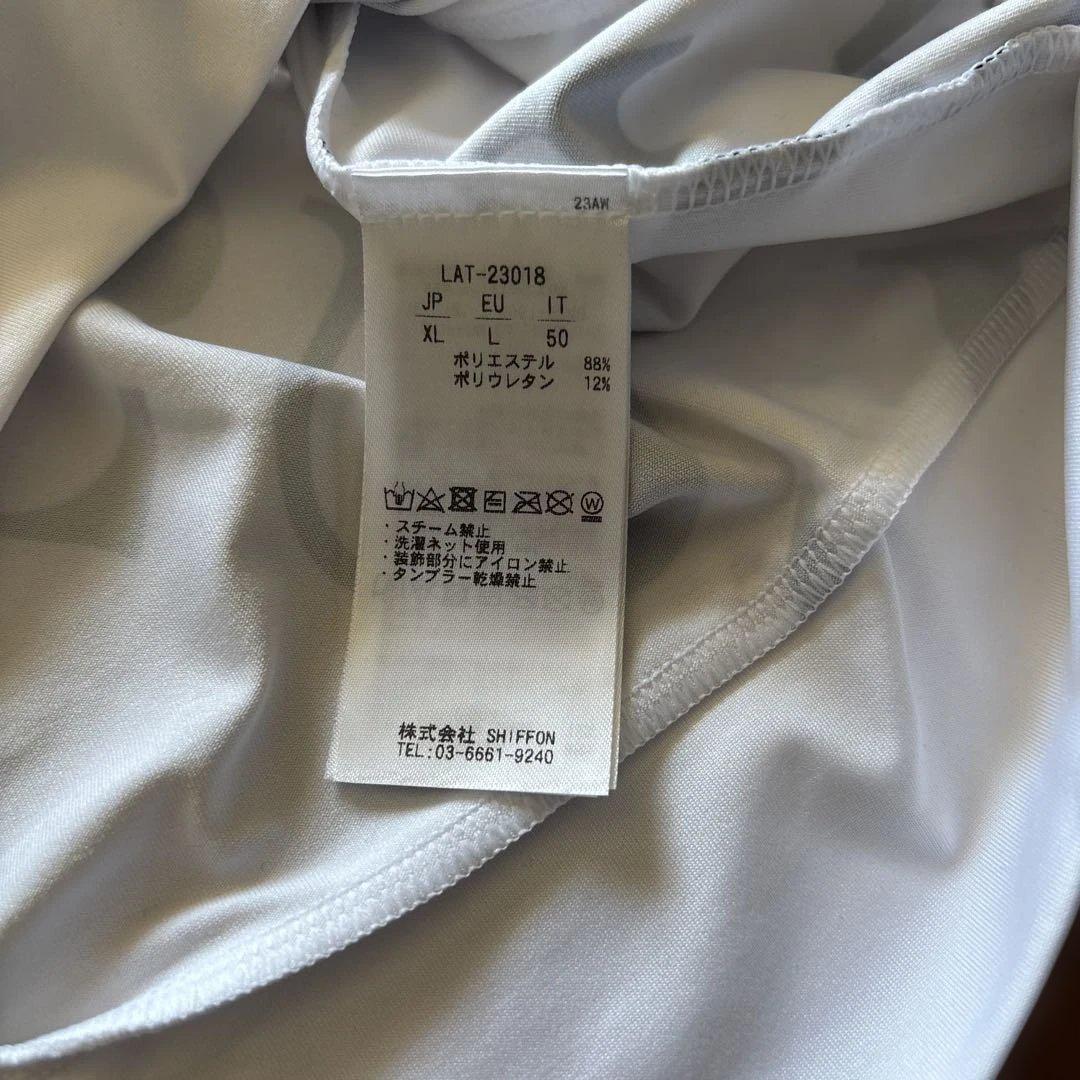 23AW
LAT-23018
JP EU IT
XL L 50
ポリエステル 88%
ポリウレタン 12%
W
・スチーム禁止
・洗濯ネット使用
・装飾部分にアイロン禁止
・タンブラー乾燥禁止
株式会社 SHIFFON
TEL:03-6661-9240